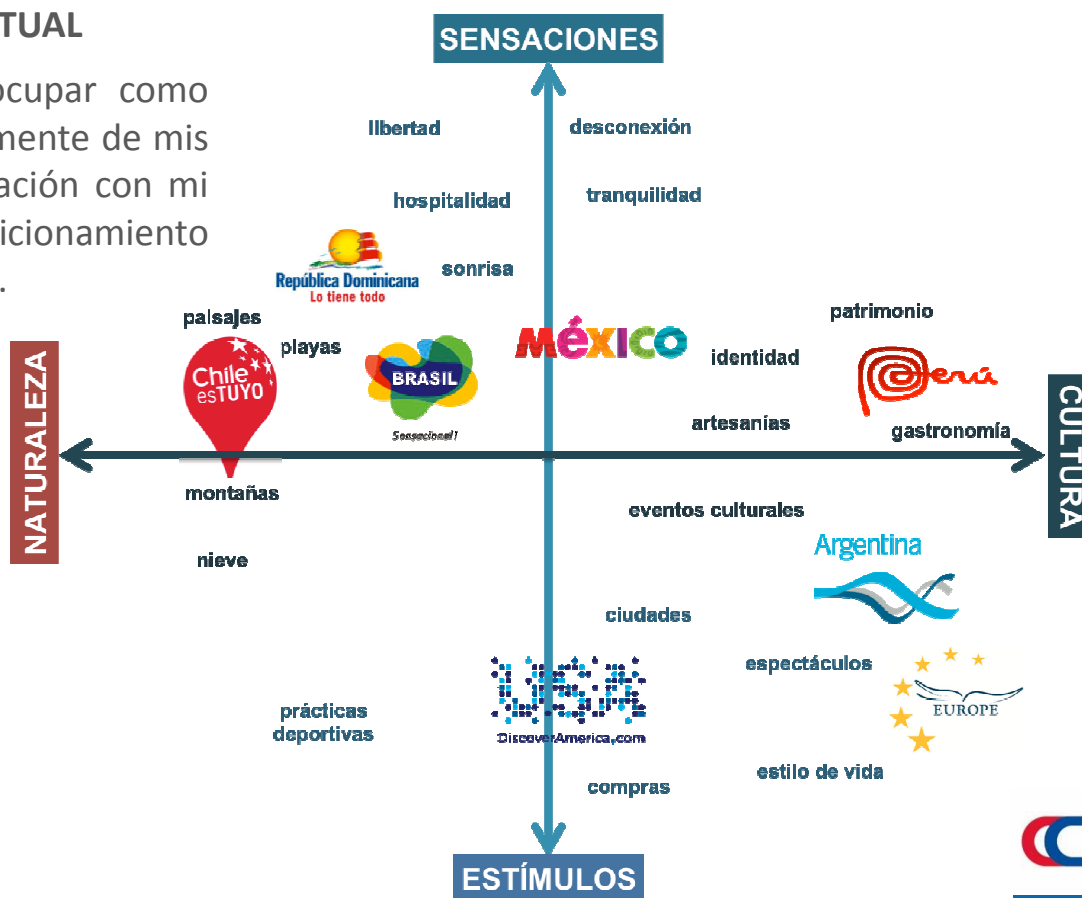 TUAL
ocupar como
mente de mis
ación con mi
icionamiento
.
SENSACIONES
libertad
desconexión
hospitalidad
tranquilidad
República Dominicana
Lo tiene todo
sonrisa
paisajes
playas
Chile
esTUYO
BRASIL
Sensacional!
méxico
patrimonio
identidad
Perú
artesanías
gastronomía
NATURALEZA
CULTURA
montañas
nieve
eventos culturales
Argentina
ciudades
espectáculos
USA
DiscoverAmerica.com
EUROPE
prácticas
deportivas
compras
estilo de vida
ESTÍMULOS